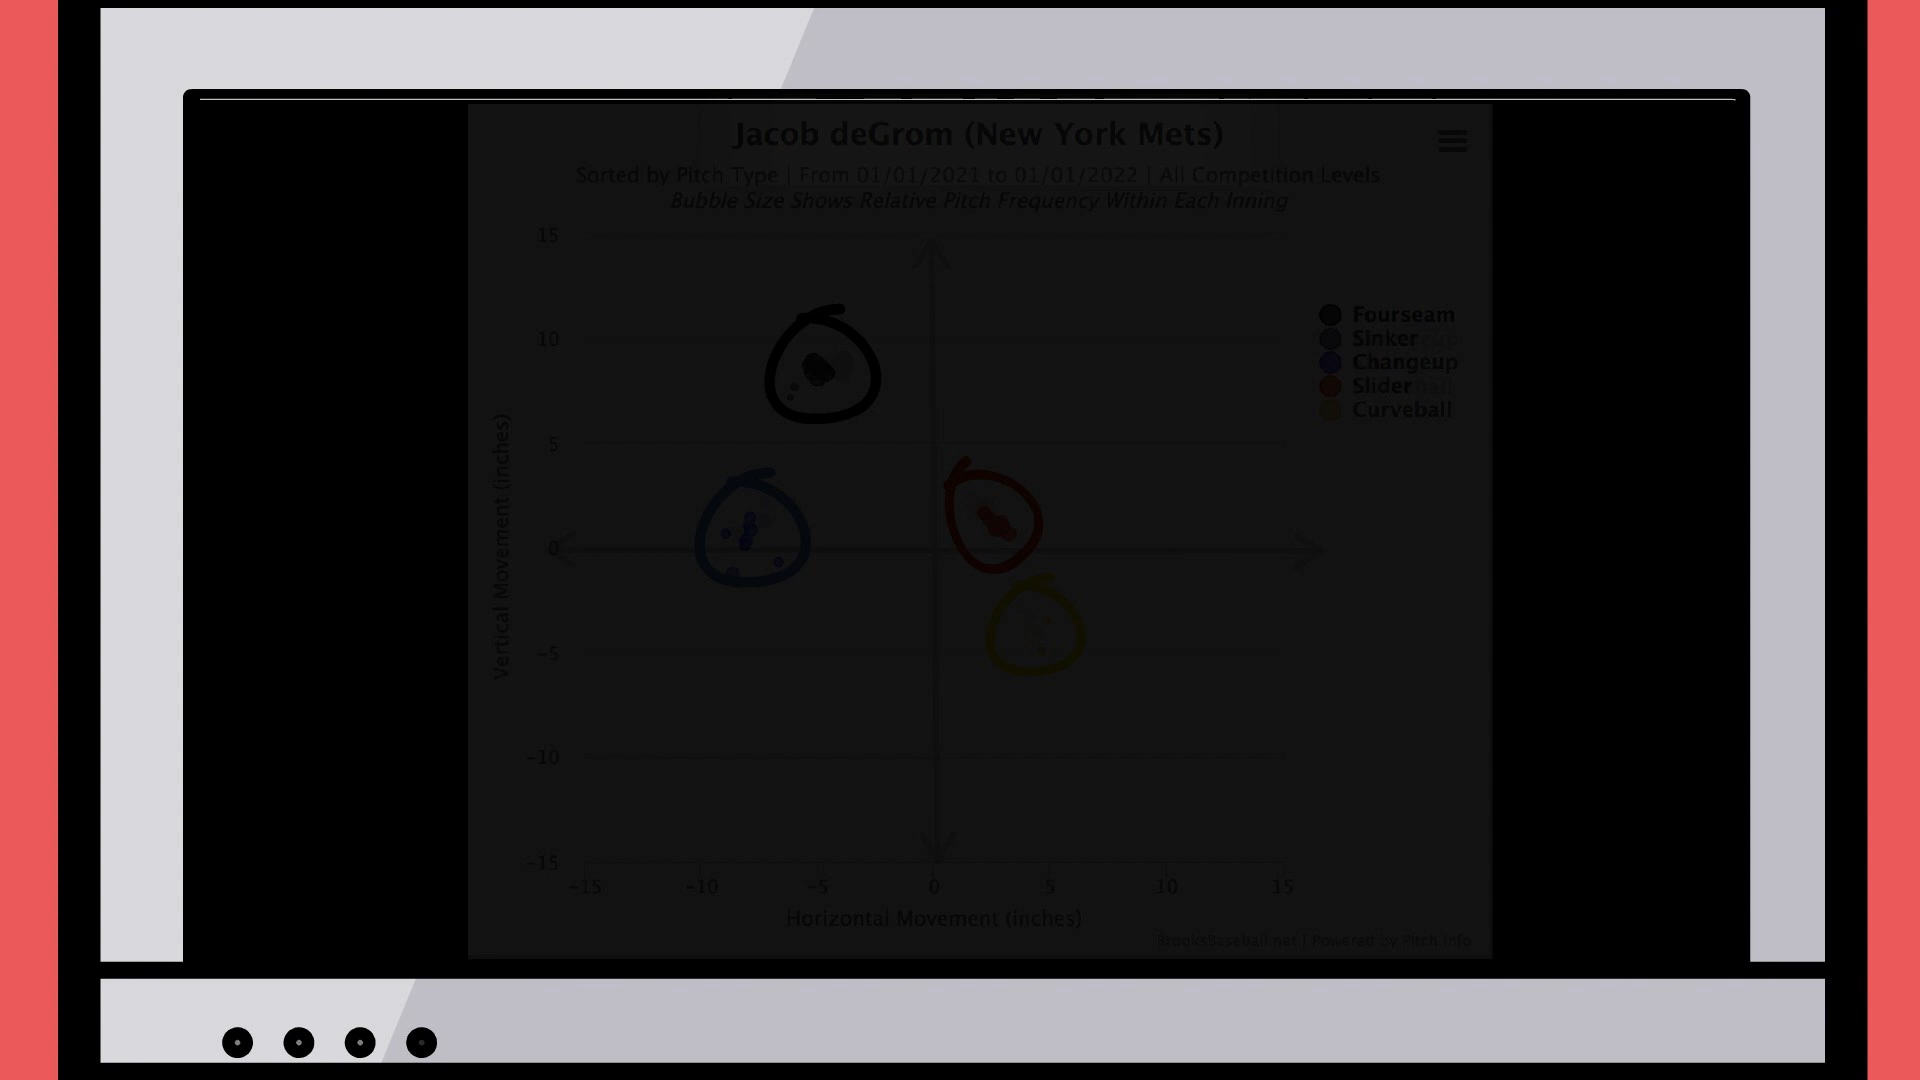 Jacob deGrom (New York Mets)
Sorted by Pitch Type | From 01/01/2021 to 01/01/2022 | All Competition Levels
Bubble Size Shows Relative Pitch Frequency Within Each Inning
15
10
5
0
-5
-10
-15
Vertical Movement (inches)
Fourseam
Sinker
Changeup
Slider
Curveball
-15 -10 -5 0 5 10 15
Horizontal Movement (inches)
BrooksBaseball.net | Powered by Pitch Info